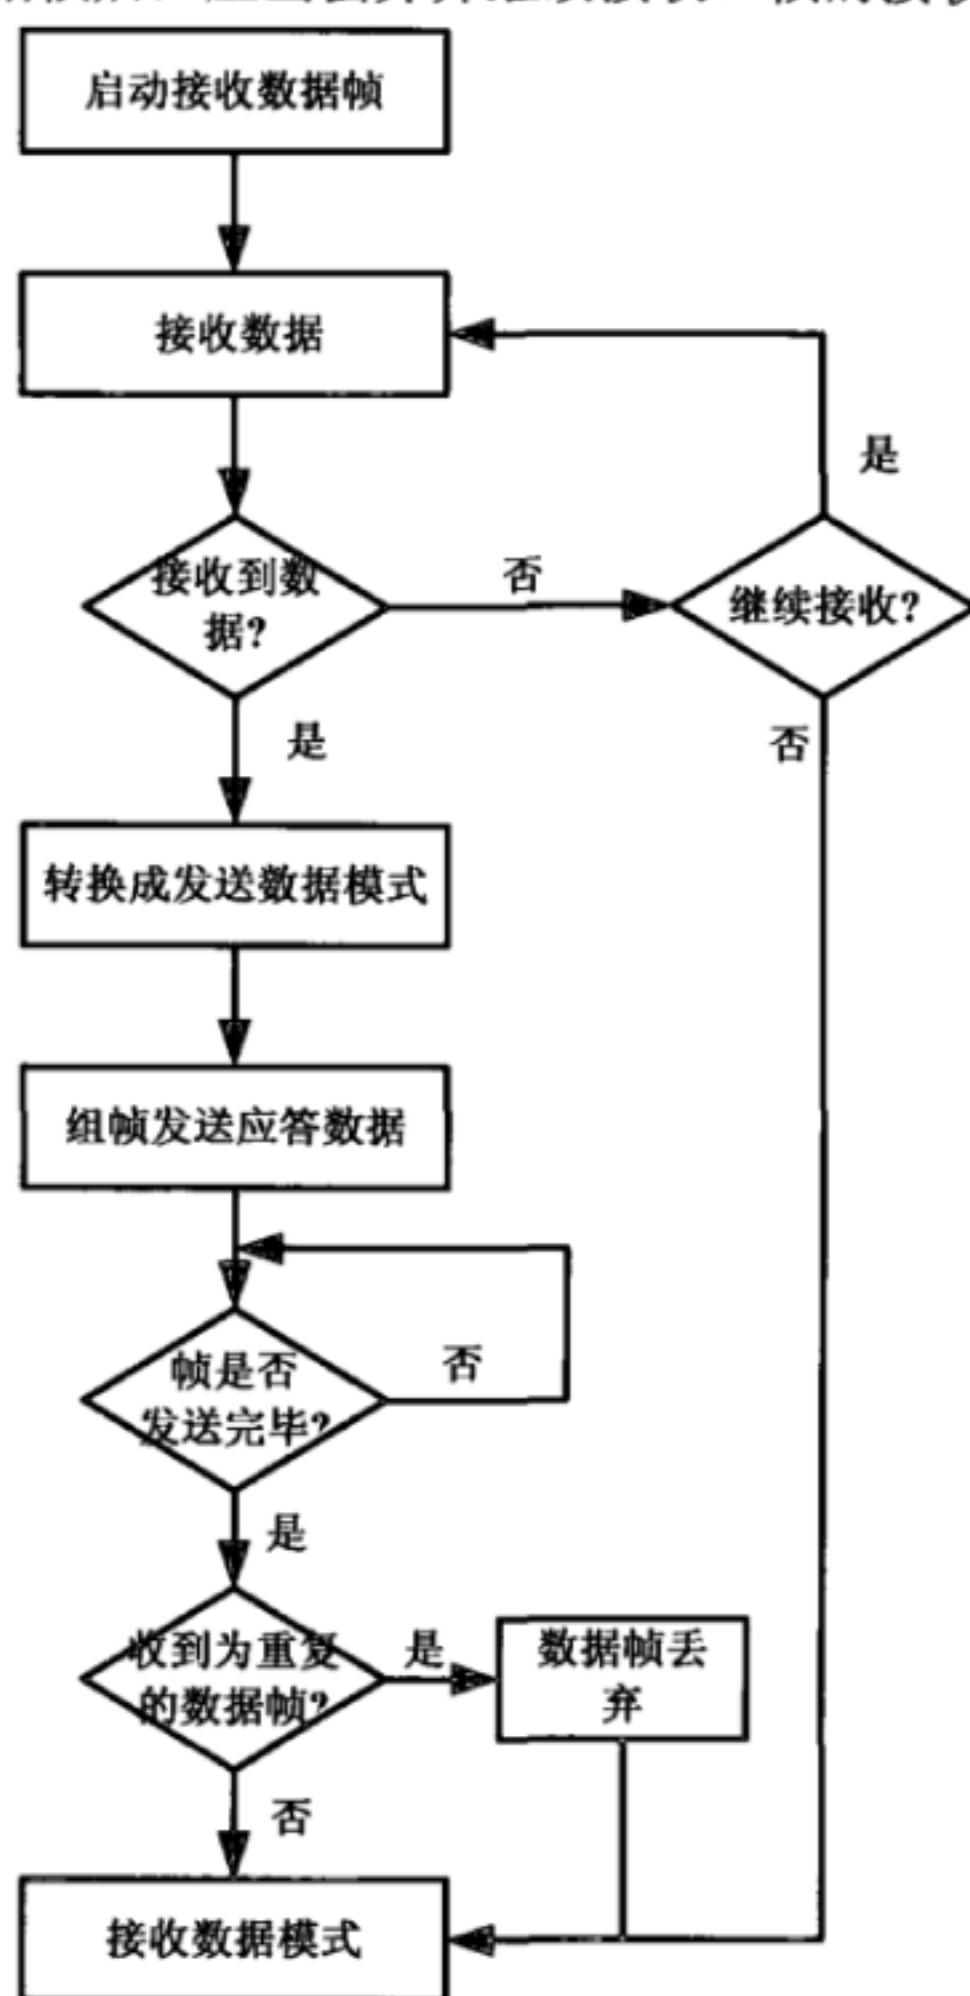 启动接收数据帧
接收数据
是
接收到数
据?
否
继续接收?
是
否
转换成发送数据模式
组帧发送应答数据
帧是否
发送完毕?
否
是
收到为重复
的数据帧?
是
数据帧丢
弃
否
接收数据模式